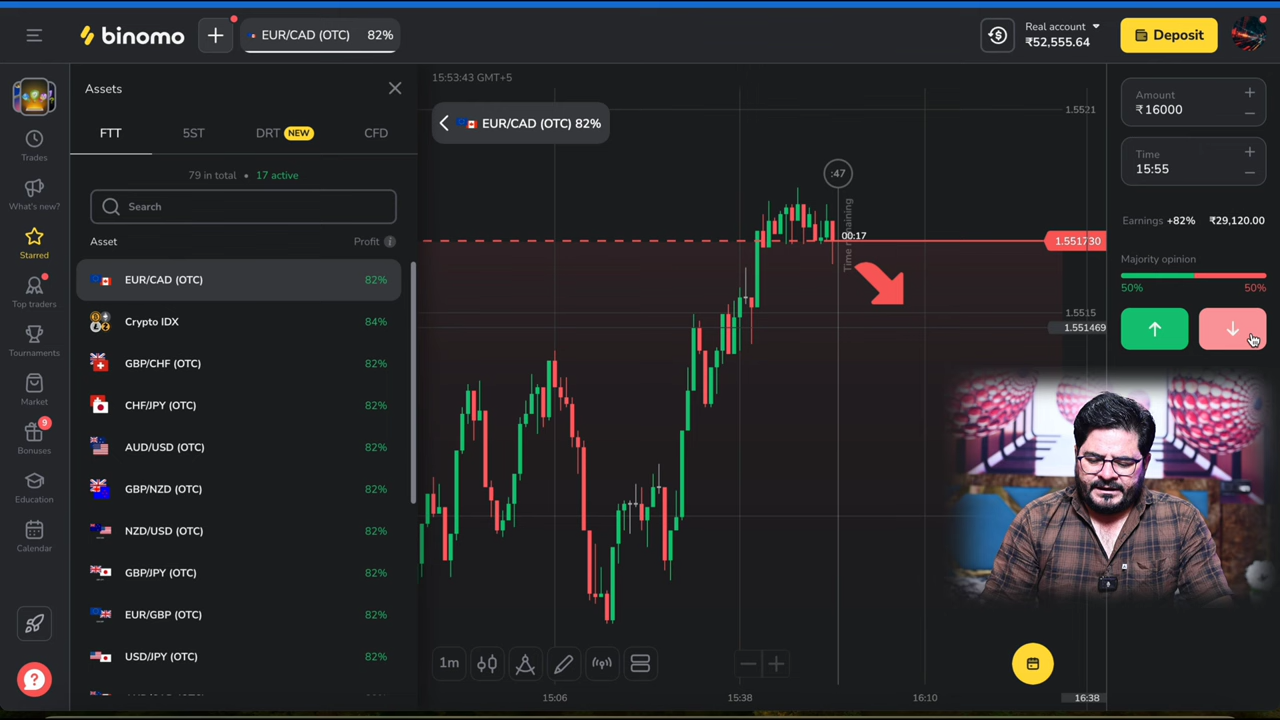 binomo
EUR/CAD (OTC) 82%
Real account
₹52,555.64
Deposit
Trades
What's new?
Starred
Top traders
Tournaments
Market
9
Bonuses
Education
Calendar
Assets
FTT 5ST DRT NEW CFD
79 in total • 17 active
Search
Asset Profit
EUR/CAD (OTC) 82%
Crypto IDX 84%
GBP/CHF (OTC) 82%
CHF/JPY (OTC) 82%
AUD/USD (OTC) 82%
GBP/NZD (OTC) 82%
NZD/USD (OTC) 82%
GBP/JPY (OTC) 82%
EUR/GBP (OTC) 82%
USD/JPY (OTC) 82%
15:53:43 GMT+5
EUR/CAD (OTC) 82%
:47
00:17
Time remaining
1.5521
1.551730
1.5515
1.551469
1m
15:06 15:38 16:10 16:38
Amount
₹16000
Time
15:55
Earnings +82% ₹29,120.00
Majority opinion
50% 50%